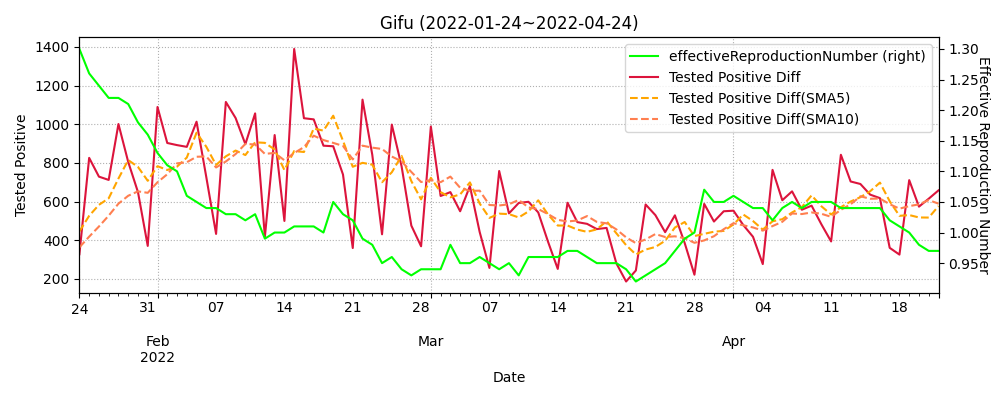 Gifu (2022-01-24~2022-04-24)
effectiveReproductionNumber (right)
Tested Positive Diff
Tested Positive Diff(SMA5)
Tested Positive Diff(SMA10)
Tested Positive
1400
1200
1000
800
600
400
200
Effective Reproduction Number
1.30
1.25
1.20
1.15
1.10
1.05
1.00
0.95
24 31 07 14 21 28 07 14 21 28 04 11 18
Feb Mar Apr
2022
Date